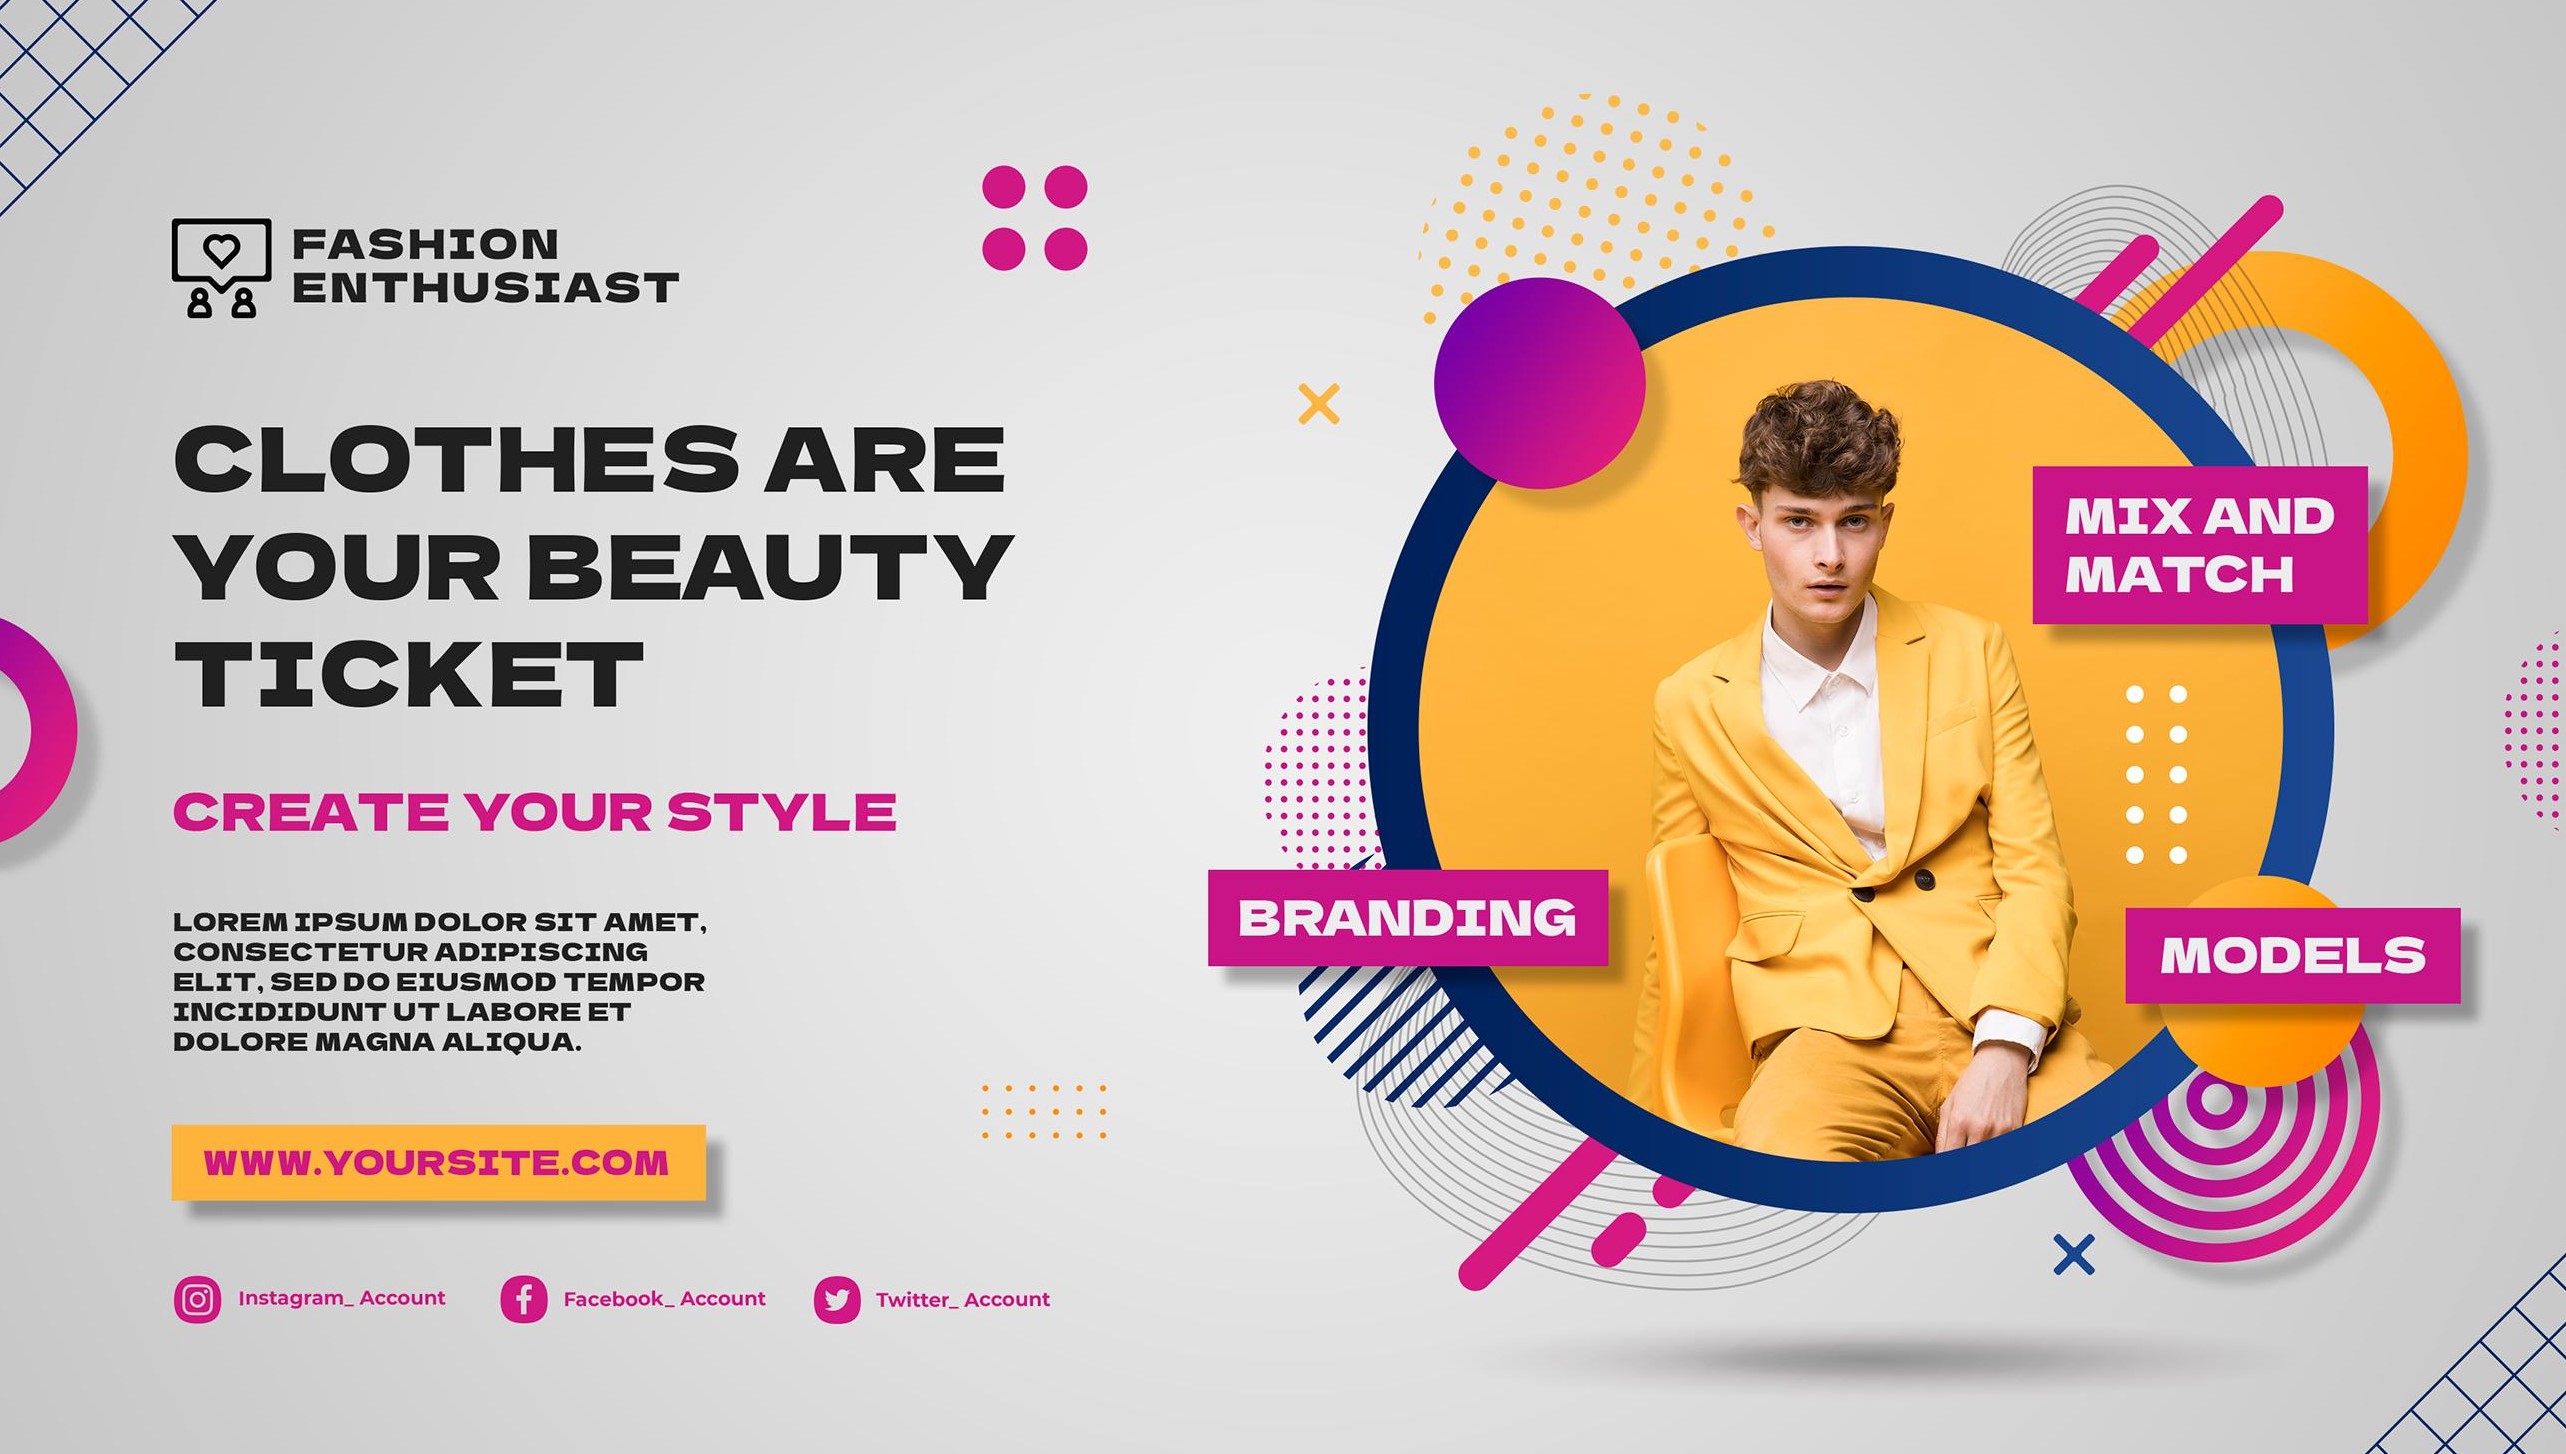 FASHION
ENTHUSIAST
CLOTHES ARE
YOUR BEAUTY
TICKET
CREATE YOUR STYLE
LOREM IPSUM DOLOR SIT AMET,
CONSECTETUR ADIPISCING
ELIT, SED DO EIUSMOD TEMPOR
INCIDIDUNT UT LABORE ET
DOLORE MAGNA ALIQUA.
WWW.YOURSITE.COM
Instagram_ Account
Facebook_ Account
Twitter_ Account
MIX AND
MATCH
BRANDING
MODELS